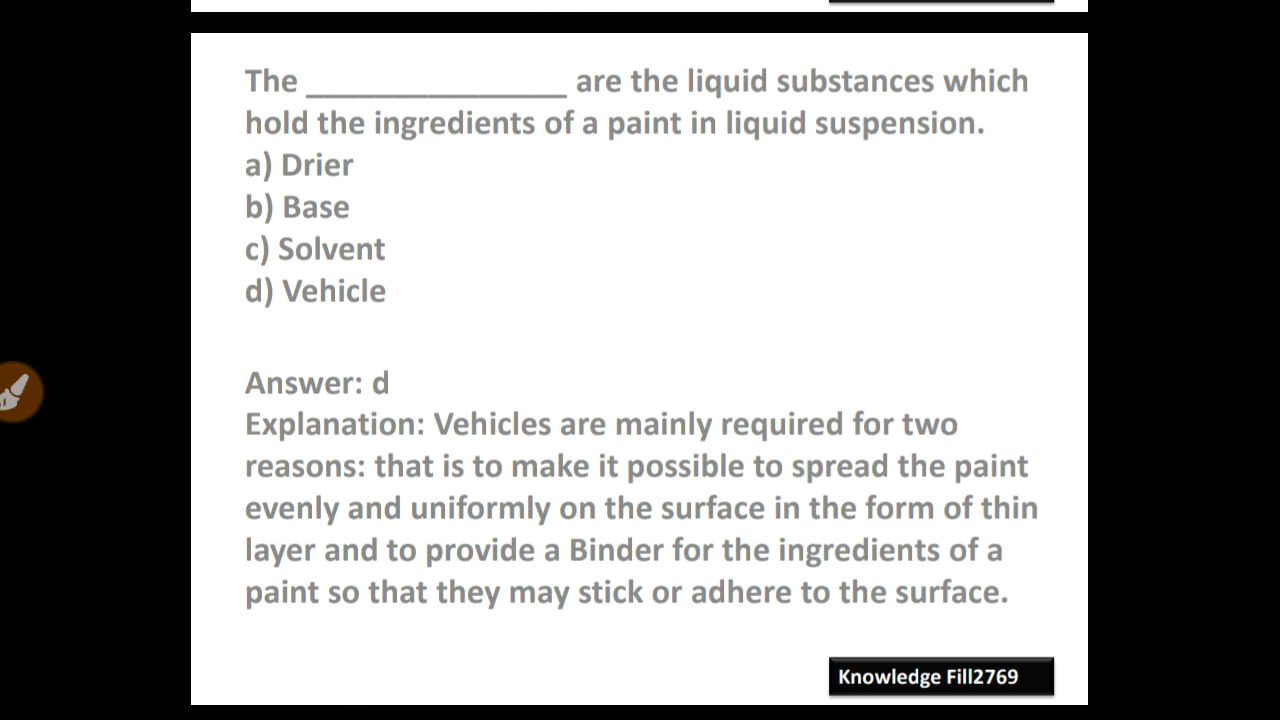 The _______________ are the liquid substances which
hold the ingredients of a paint in liquid suspension.
a) Drier
b) Base
c) Solvent
d) Vehicle
Answer: d
Explanation: Vehicles are mainly required for two
reasons: that is to make it possible to spread the paint
evenly and uniformly on the surface in the form of thin
layer and to provide a Binder for the ingredients of a
paint so that they may stick or adhere to the surface.
Knowledge Fill2769